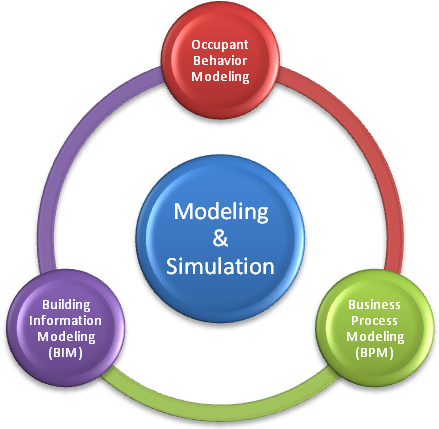 Occupant
Behavior
Modeling
Modeling
&
Simulation
Building
Information
Modeling
(BIM)
Business
Process
Modeling
(BPM)